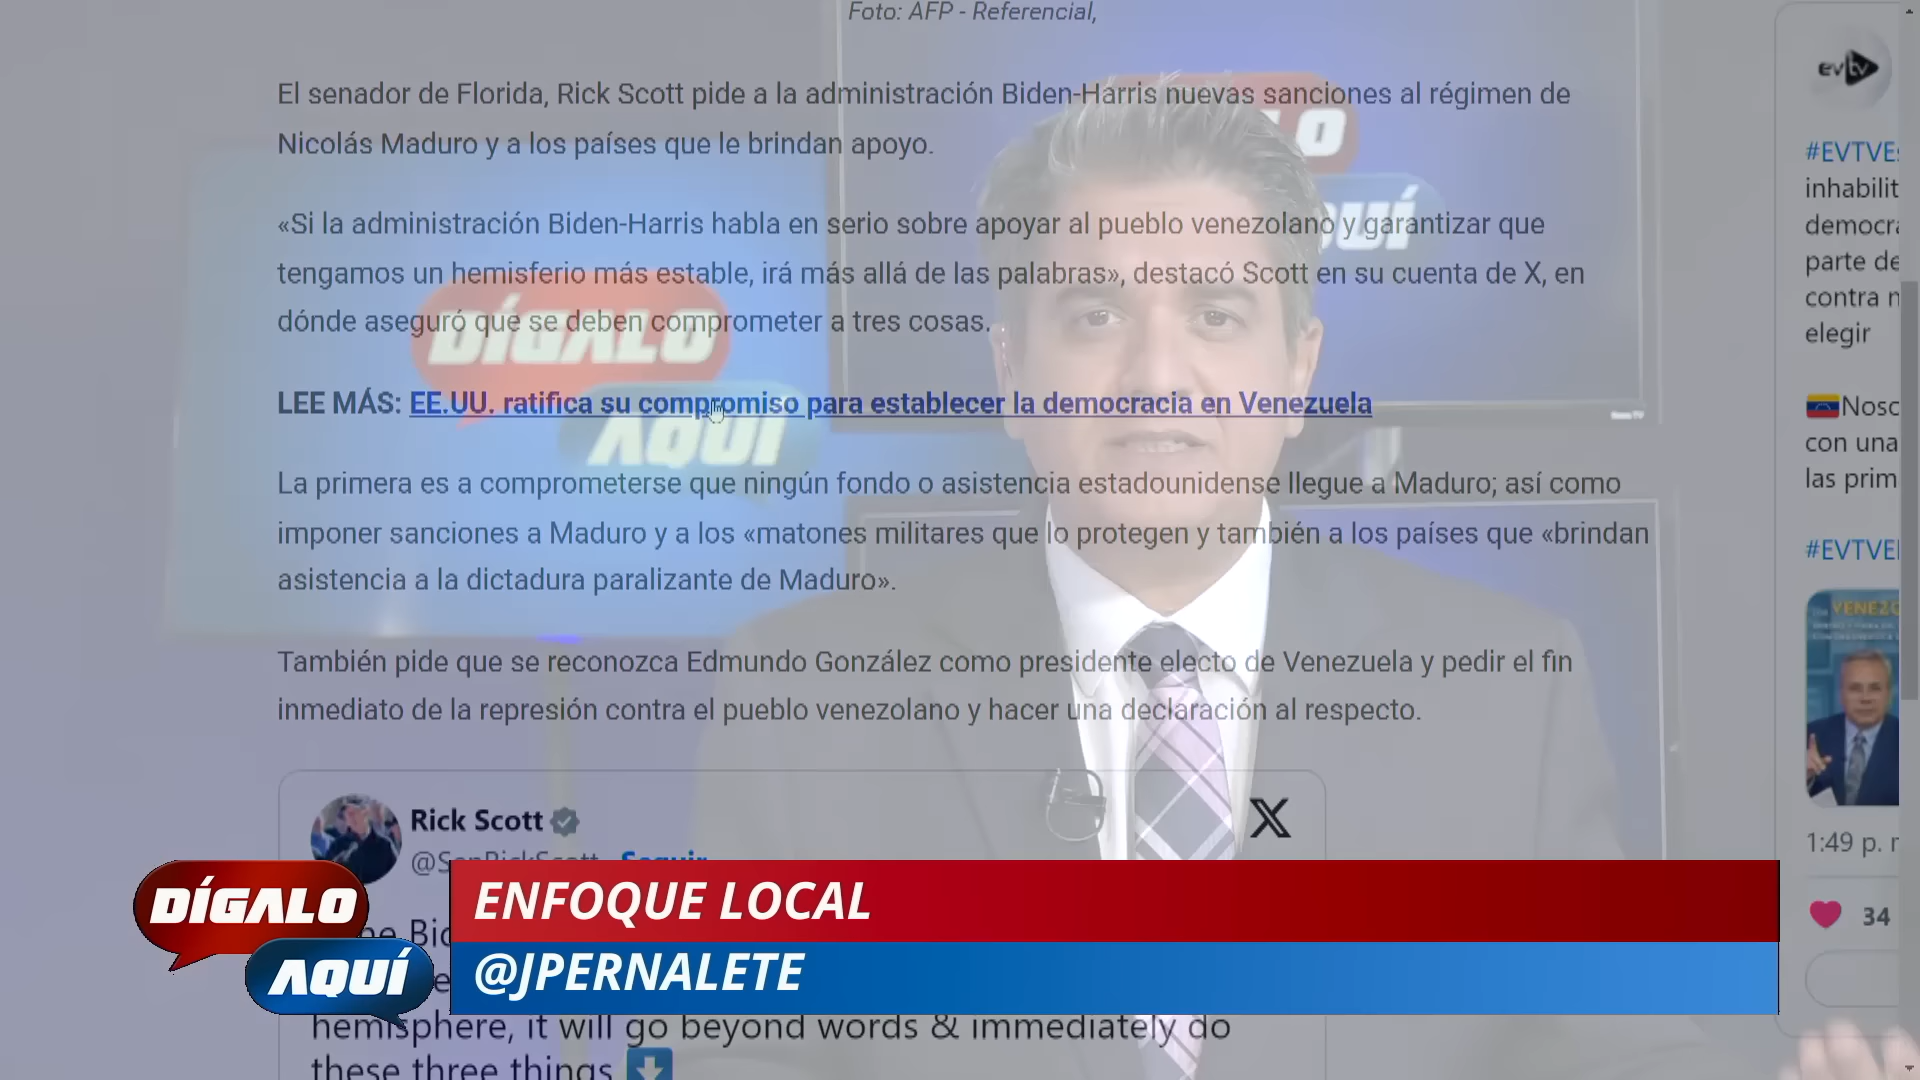 Foto: AFP - Referencial,
El senador de Florida, Rick Scott pide a la administración Biden-Harris nuevas sanciones al régimen de
Nicolás Maduro y a los países que le brindan apoyo.
«Si la administración Biden-Harris habla en serio sobre apoyar al pueblo venezolano y garantizar que
tengamos un hemisferio más estable, irá más allá de las palabras», destacó Scott en su cuenta de X, en
dónde aseguró que se deben comprometer a tres cosas.
LEE MÁS: EE.UU. ratifica su compromiso para establecer la democracia en Venezuela
La primera es a comprometerse que ningún fondo o asistencia estadounidense llegue a Maduro; así como
imponer sanciones a Maduro y a los «matones militares que lo protegen y también a los países que «brindan
asistencia a la dictadura paralizante de Maduro».
También pide que se reconozca Edmundo González como presidente electo de Venezuela y pedir el fin
inmediato de la represión contra el pueblo venezolano y hacer una declaración al respecto.
Rick Scott
@SenRickScott Seguir
hemisphere, it will go beyond words & immediately do
these three things
DÍGALO
AQUÍ
DÍGALO
AQUÍ
ENFOQUE LOCAL
@JPERNALETE
evtv
#EVTVEs
inhabilit
democra
parte de
contra n
elegir
Nosc
con una
las prim
#EVTVE
VENEZO
1:49 p. r
34